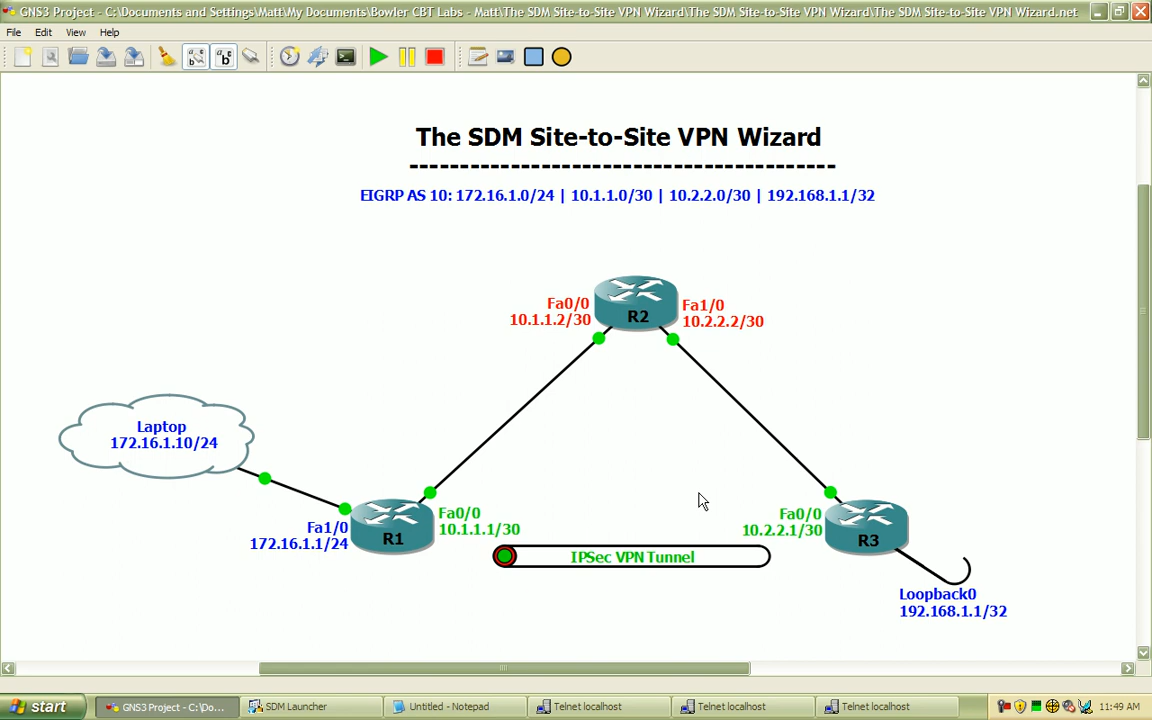 GNS3 Project - C:\Documents and Settings\Matt\My Documents\Bowler CBT Labs - Matt\The SDM Site-to-Site VPN Wizard\The SDM Site-to-Site VPN Wizard\The SDM Site-to-Site VPN Wizard.net
File Edit View Help
The SDM Site-to-Site VPN Wizard
----------------------------------------
EIGRP AS 10: 172.16.1.0/24 | 10.1.1.0/30 | 10.2.2.0/30 | 192.168.1.1/32
Fa0/0
10.1.1.2/30
R2
Fa1/0
10.2.2.2/30
Laptop
172.16.1.10/24
Fa1/0
172.16.1.1/24
R1
Fa0/0
10.1.1.1/30
IPSec VPN Tunnel
Fa0/0
10.2.2.1/30
R3
Loopback0
192.168.1.1/32
start
GNS3 Project - C:\Do...
SDM Launcher
Untitled - Notepad
Telnet localhost
Telnet localhost
Telnet localhost
11:49 AM